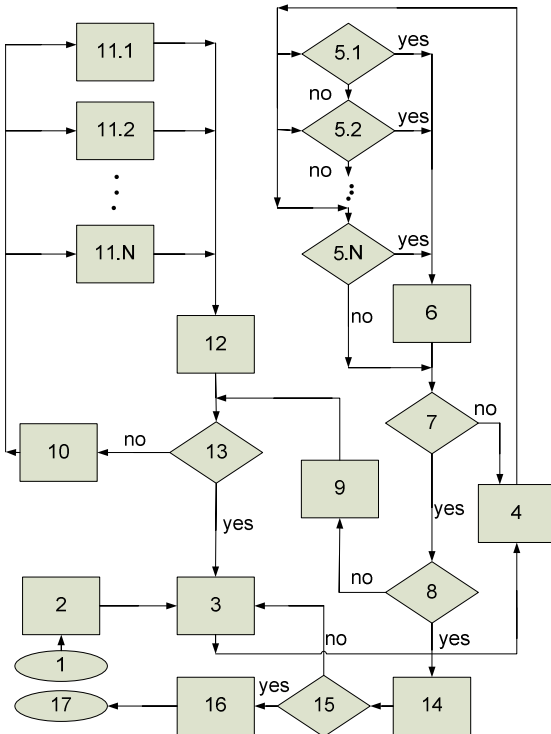 11.1
5.1
yes
no
11.2
5.2
yes
no
11.N
5.N
yes
no
6
12
7
no
10
no
13
9
4
yes
yes
8
no
yes
2
3
no
1
17
16
yes
15
14